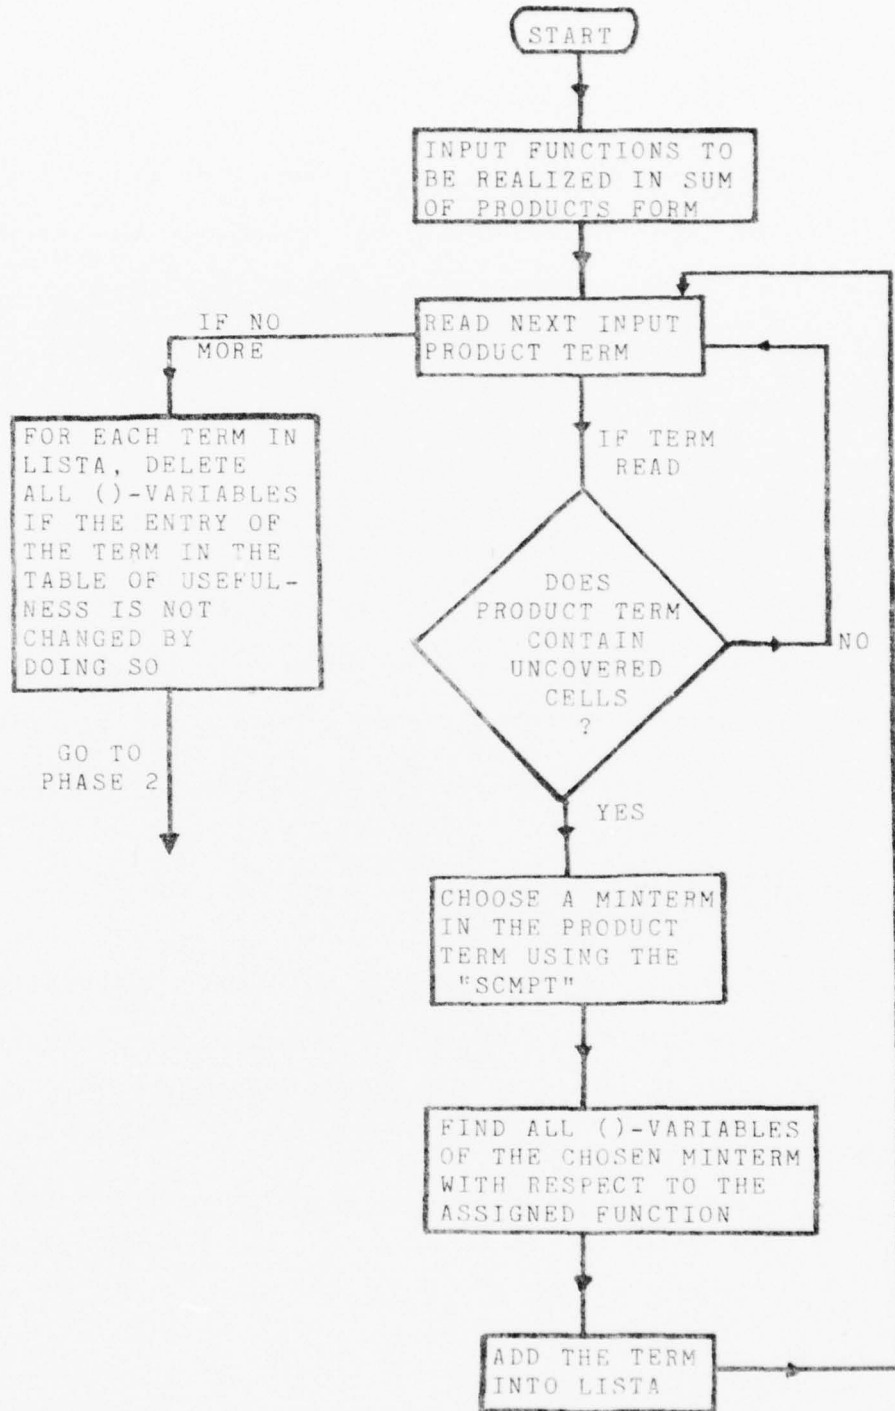 START
INPUT FUNCTIONS TO
BE REALIZED IN SUM
OF PRODUCTS FORM
READ NEXT INPUT
PRODUCT TERM
IF NO
MORE
FOR EACH TERM IN
LISTA, DELETE
ALL ()-VARIABLES
IF THE ENTRY OF
THE TERM IN THE
TABLE OF USEFUL-
NESS IS NOT
CHANGED BY
DOING SO
GO TO
PHASE 2
IF TERM
READ
DOES
PRODUCT TERM
CONTAIN
UNCOVERED
CELLS
?
NO
YES
CHOOSE A MINTERM
IN THE PRODUCT
TERM USING THE
"SCMPT"
FIND ALL ()-VARIABLES
OF THE CHOSEN MINTERM
WITH RESPECT TO THE
ASSIGNED FUNCTION
ADD THE TERM
INTO LISTA